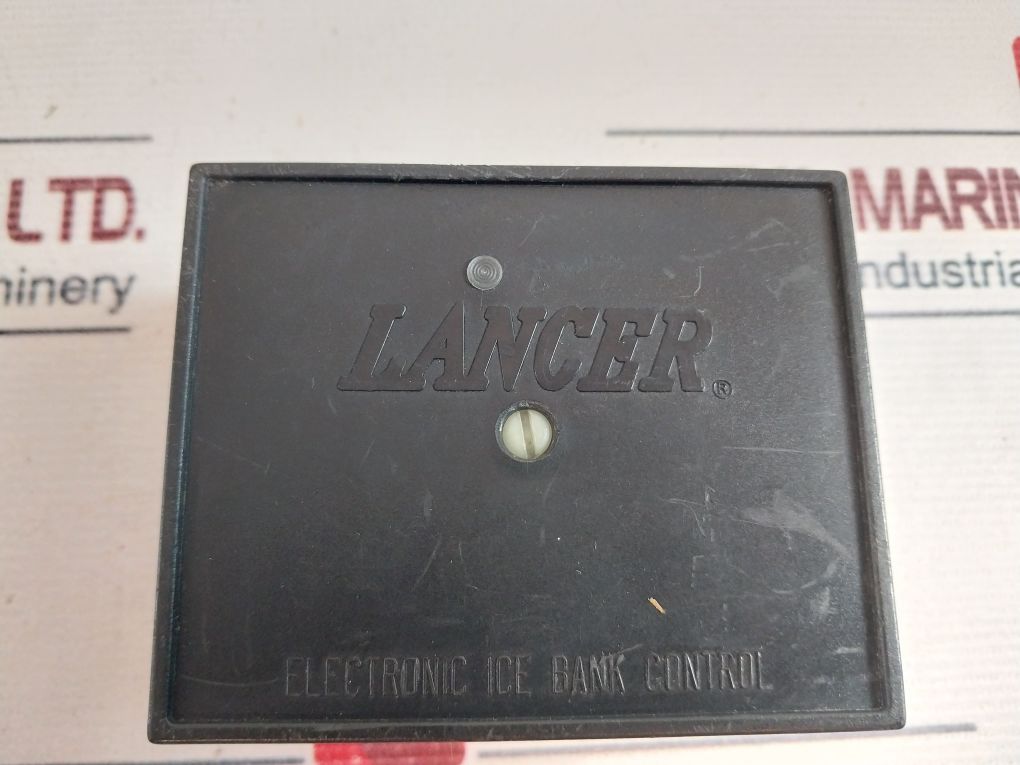 LTD.
MARIN
hinery
ndustria
LANCER®
ELECTRONIC ICE BANK CONTROL